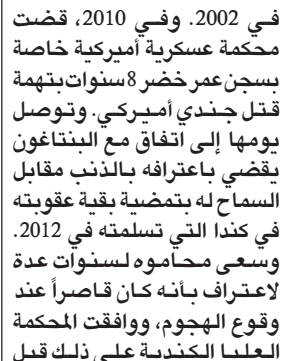 في 2002. وفي 2010، قضت
محكمة عسكرية أميركية خاصة
بسجن عمر خضر 8 سنوات بتهمة
قتل جندي أميركي. وتوصل
يومها إلى اتفاق مع البنتاغون
يقضي باعترافه بالذنب مقابل
السماح له بتمضية بقية عقوبته
في كندا التي تسلمته في 2012.
وسعى محاموه لسنوات عدة
لاعتراف بأنه كان قاصراً عند
وقوع الهجوم، ووافقت المحكمة
العليا الكندية على ذلك قبل